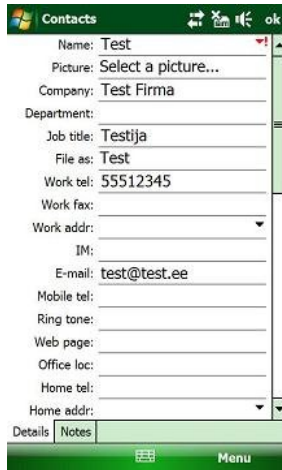 Contacts ok
Name: Test
Picture: Select a picture...
Company: Test Firma
Department:
Job title: Testija
File as: Test
Work tel: 55512345
Work fax:
Work addr:
IM:
E-mail: test@test.ee
Mobile tel:
Ring tone:
Web page:
Office loc:
Home tel:
Home addr:
Details Notes
Menu